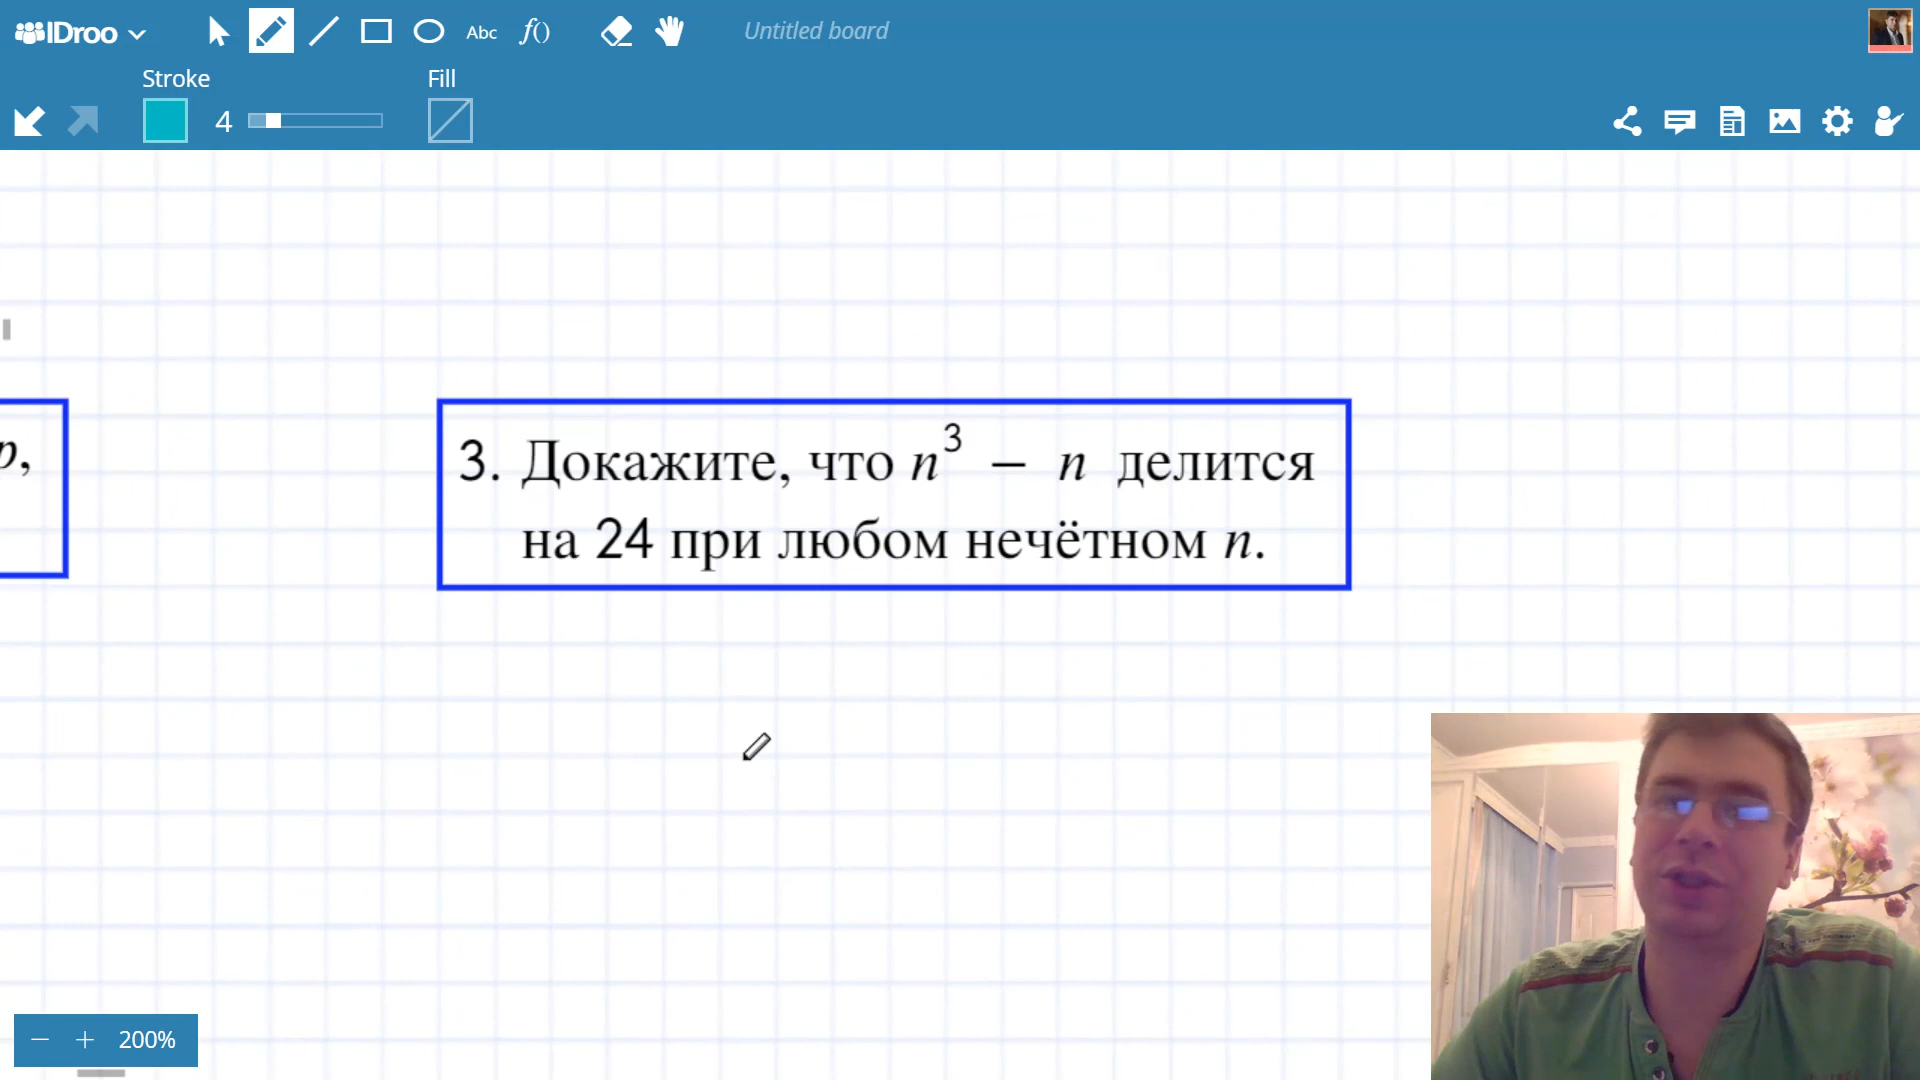 IDroo
Abc
f()
Untitled board
Stroke
Fill
4
р,
3. Докажите, что n³ − n делится
на 24 при любом нечётном n.
− + 200%